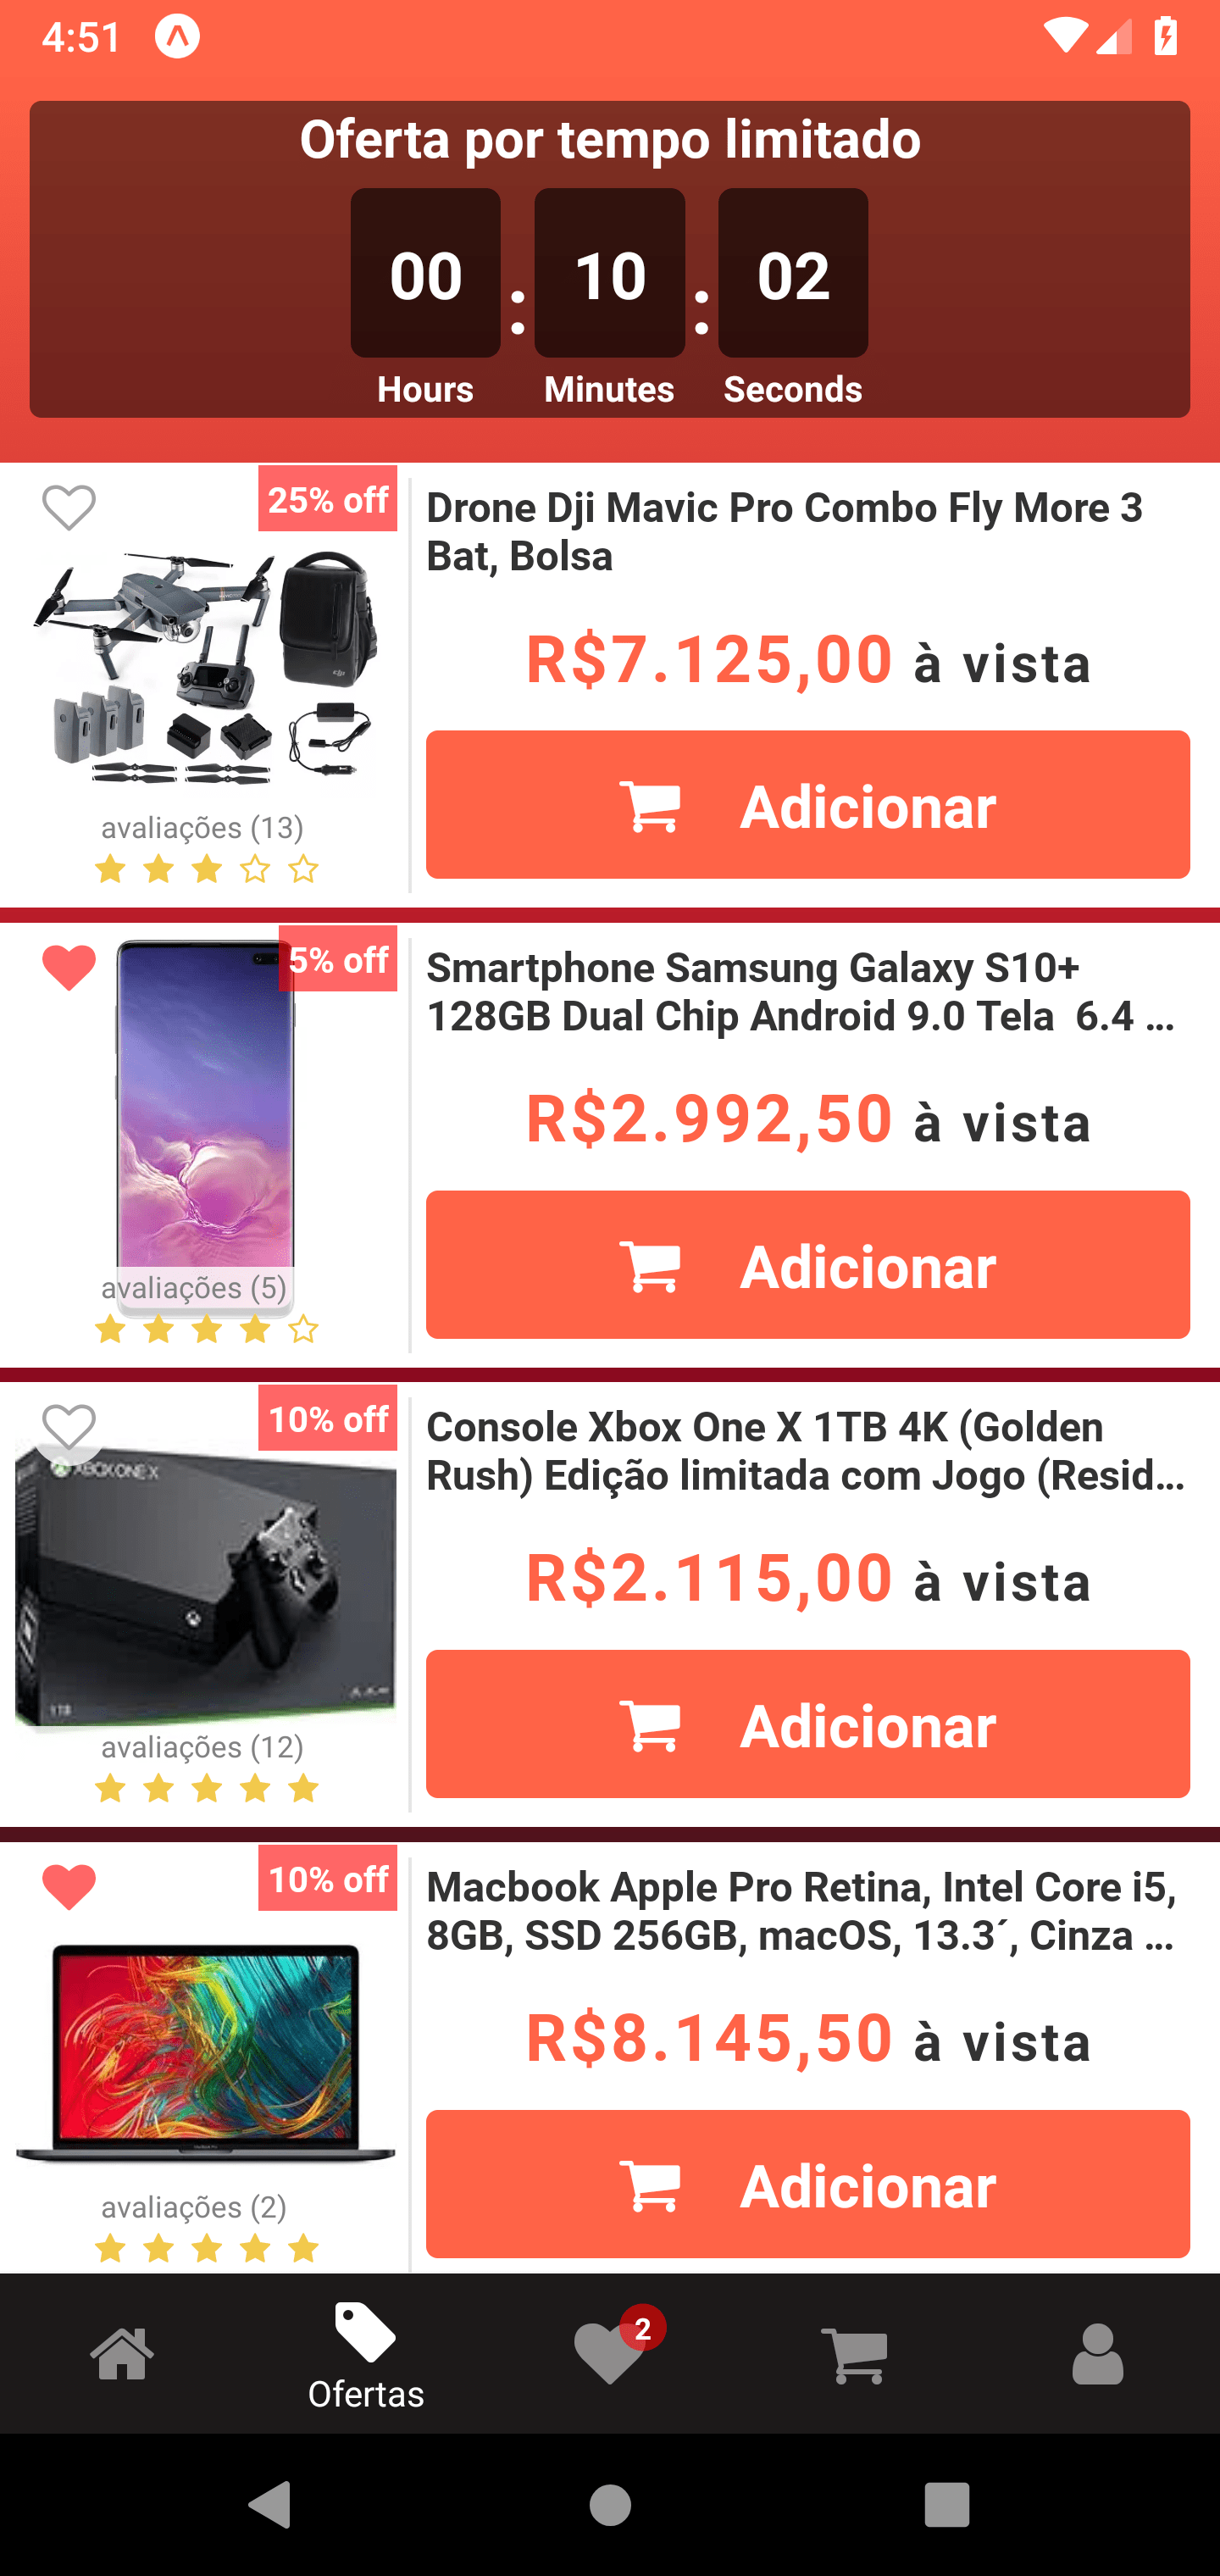 4:51
Oferta por tempo limitado
00 : 10 : 02
Hours Minutes Seconds
25% off
Drone Dji Mavic Pro Combo Fly More 3
Bat, Bolsa
R$7.125,00 à vista
Adicionar
avaliações (13)
5% off
Smartphone Samsung Galaxy S10+
128GB Dual Chip Android 9.0 Tela 6.4 ...
R$2.992,50 à vista
Adicionar
avaliações (5)
10% off
XBOX ONE X
1TB
Console Xbox One X 1TB 4K (Golden
Rush) Edição limitada com Jogo (Resid...
R$2.115,00 à vista
Adicionar
avaliações (12)
10% off
Macbook Apple Pro Retina, Intel Core i5,
8GB, SSD 256GB, macOS, 13.3´, Cinza ...
R$8.145,50 à vista
Adicionar
avaliações (2)
2
Ofertas